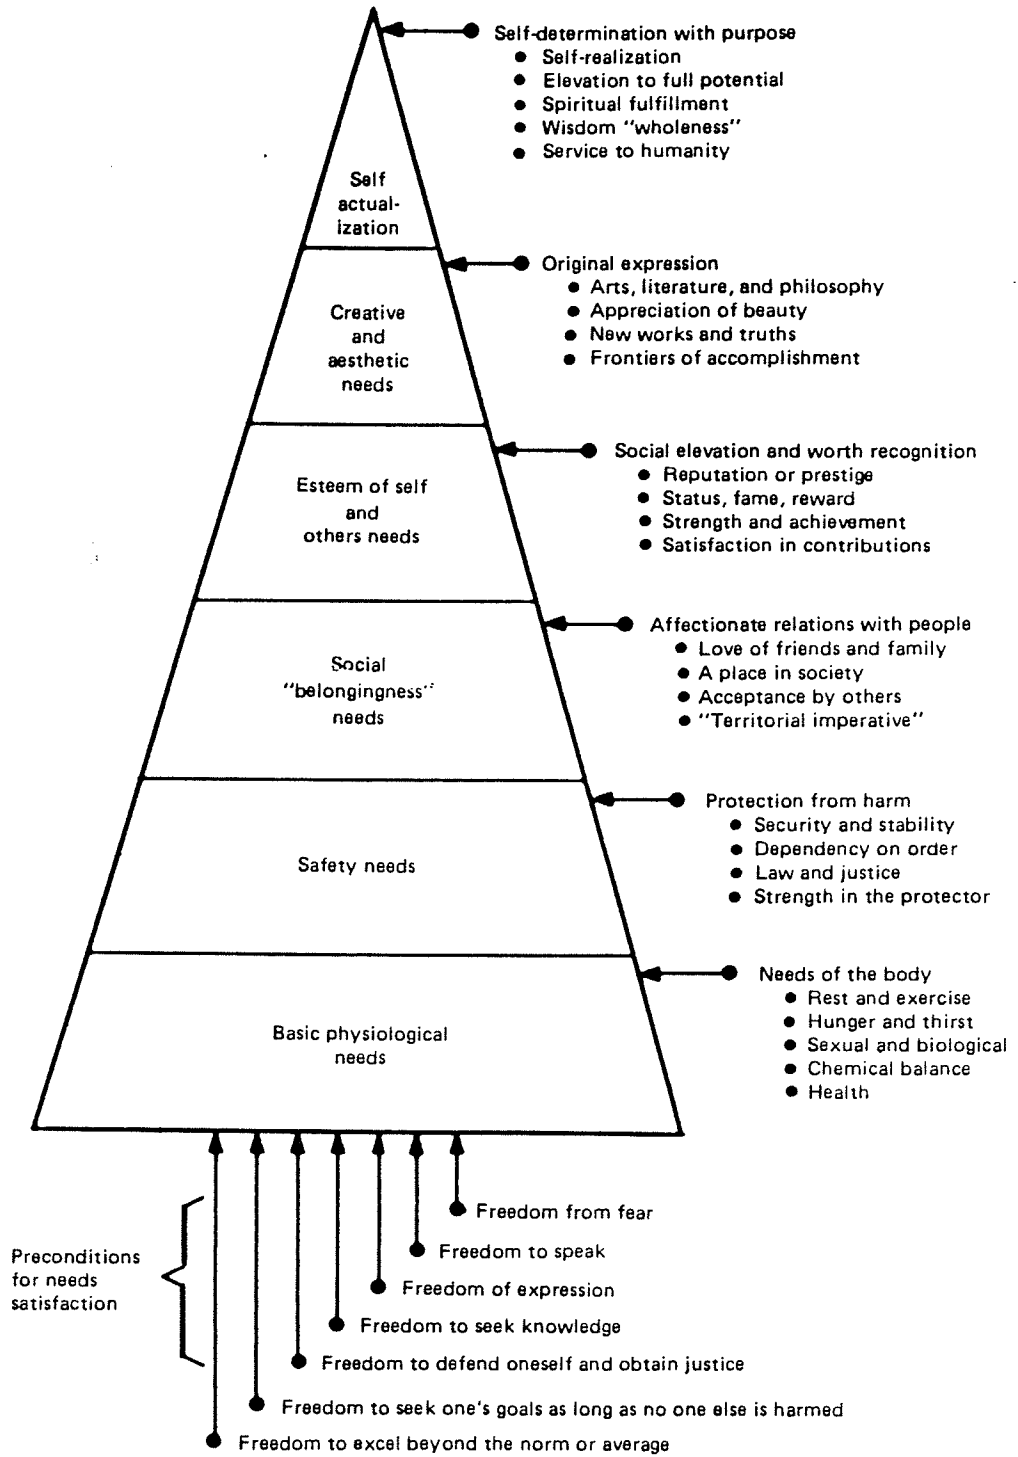 Self-determination with purpose
● Self-realization
● Elevation to full potential
● Spiritual fulfillment
● Wisdom "wholeness"
● Service to humanity
Self
actual-
ization
Original expression
● Arts, literature, and philosophy
● Appreciation of beauty
● New works and truths
● Frontiers of accomplishment
Creative
and
aesthetic
needs
Social elevation and worth recognition
● Reputation or prestige
● Status, fame, reward
● Strength and achievement
● Satisfaction in contributions
Esteem of self
and
others needs
Affectionate relations with people
● Love of friends and family
● A place in society
● Acceptance by others
● "Territorial imperative"
Social
"belongingness"
needs
Protection from harm
● Security and stability
● Dependency on order
● Law and justice
● Strength in the protector
Safety needs
Needs of the body
● Rest and exercise
● Hunger and thirst
● Sexual and biological
● Chemical balance
● Health
Basic physiological
needs
Preconditions
for needs
satisfaction
Freedom from fear
Freedom to speak
Freedom of expression
Freedom to seek knowledge
Freedom to defend oneself and obtain justice
Freedom to seek one's goals as long as no one else is harmed
Freedom to excel beyond the norm or average